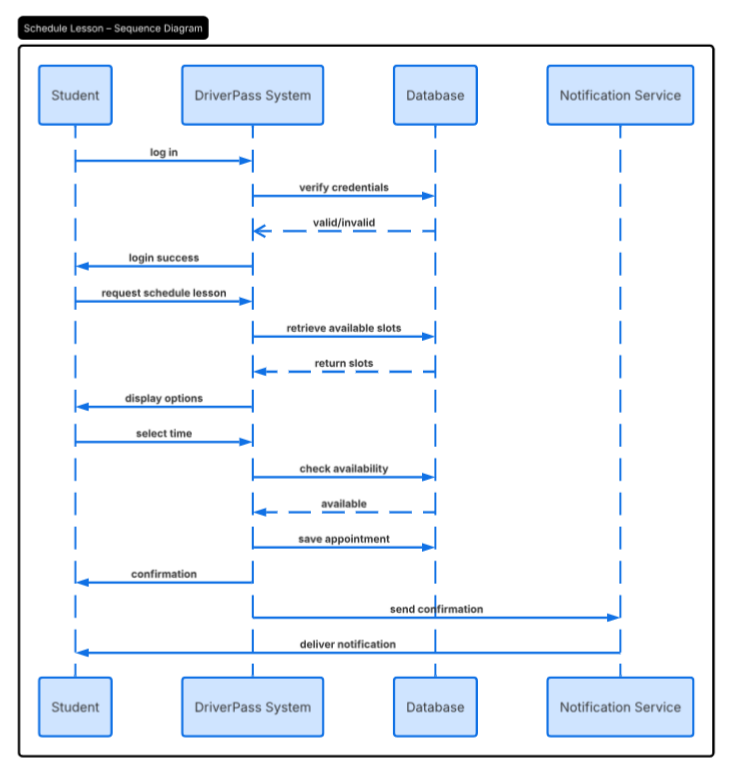 Schedule Lesson – Sequence Diagram
Student
DriverPass System
Database
Notification Service
log in
verify credentials
valid/invalid
login success
request schedule lesson
retrieve available slots
return slots
display options
select time
check availability
available
save appointment
confirmation
send confirmation
deliver notification
Student
DriverPass System
Database
Notification Service